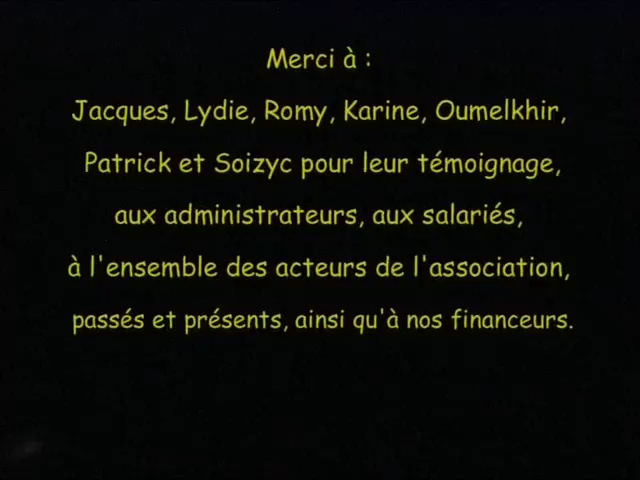 Merci à :
Jacques, Lydie, Romy, Karine, Oumelkhir,
Patrick et Soizyc pour leur témoignage,
aux administrateurs, aux salariés,
à l'ensemble des acteurs de l'association,
passés et présents, ainsi qu'à nos financeurs.